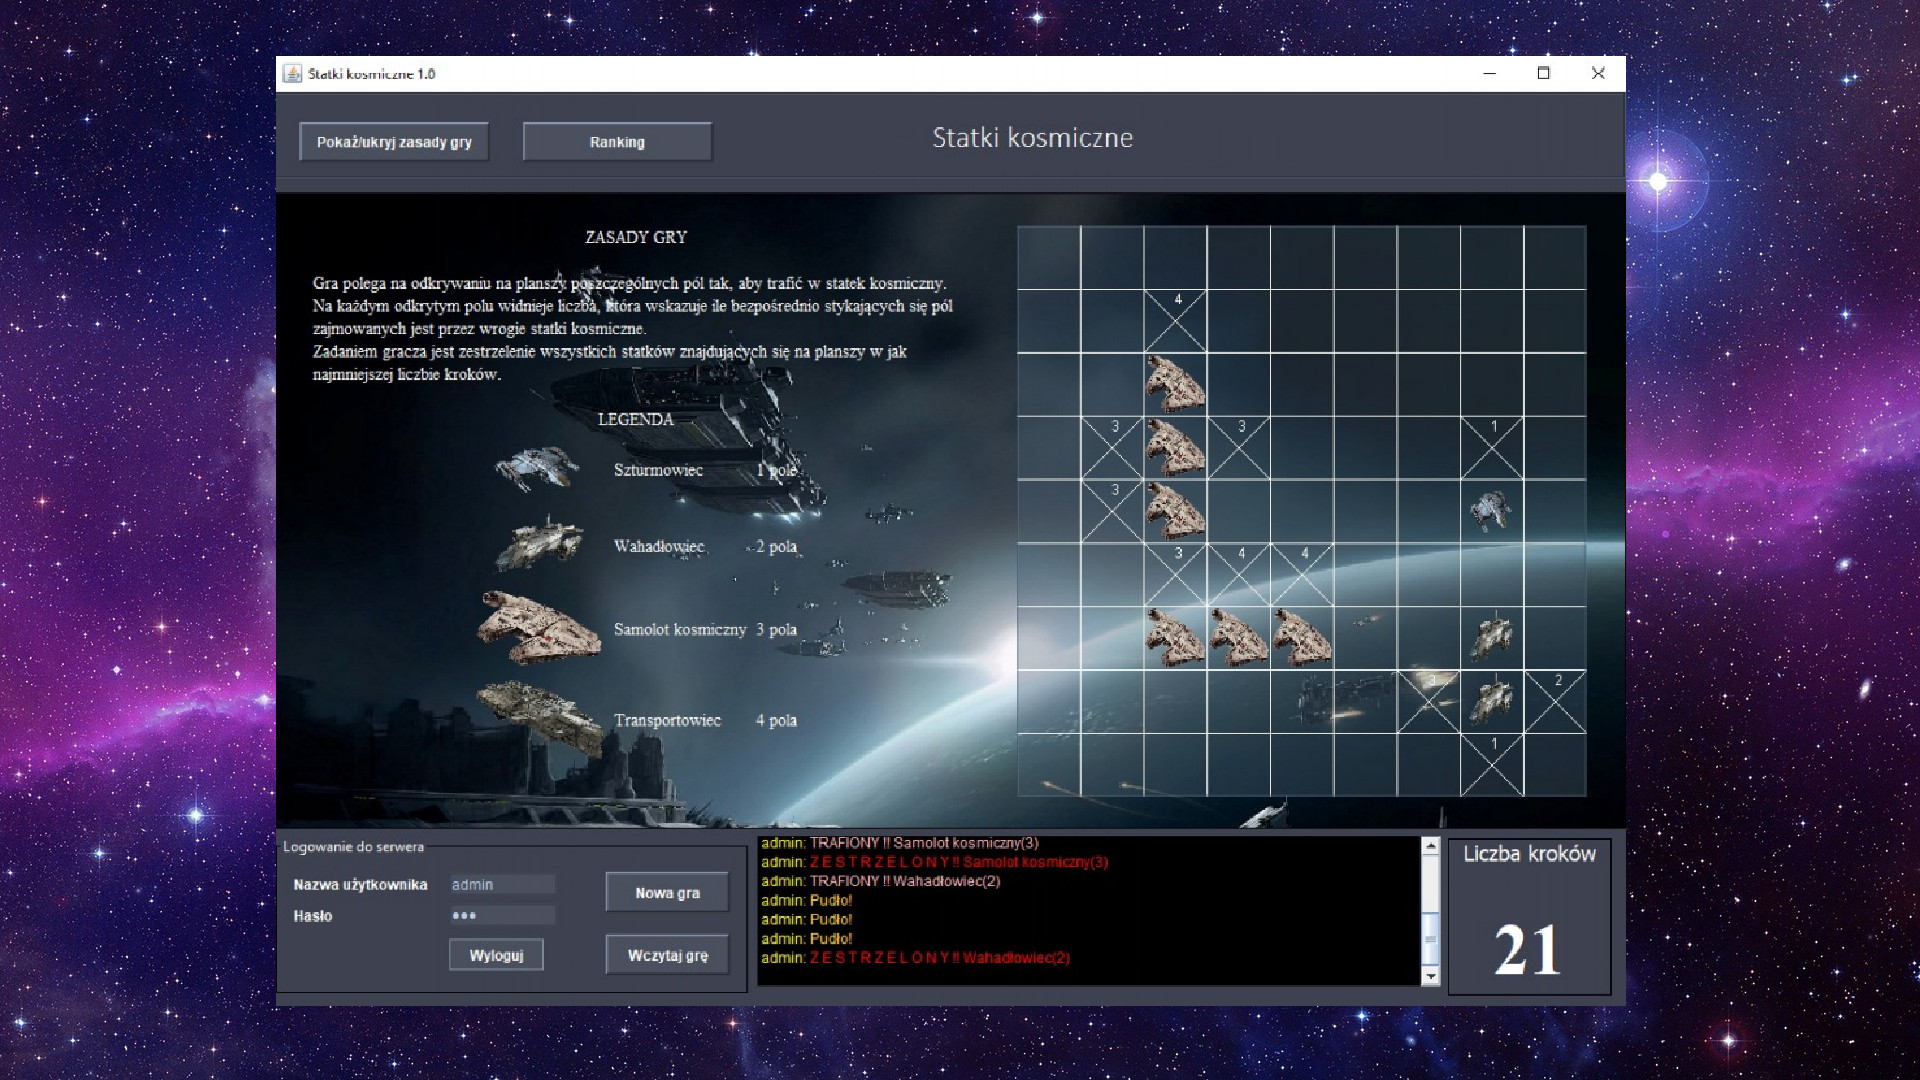 Statki kosmiczne 1.0
Pokaż/ukryj zasady gry
Ranking
Statki kosmiczne
ZASADY GRY
Gra polega na odkrywaniu na planszy poszczególnych pól tak, aby trafić w statek kosmiczny.
Na każdym odkrytym polu widnieje liczba, która wskazuje ile bezpośrednio stykających się pól
zajmowanych jest przez wrogie statki kosmiczne.
Zadaniem gracza jest zestrzelenie wszystkich statków znajdujących się na planszy w jak
najmniejszej liczbie kroków.
LEGENDA
Szturmowiec 1 pole
Wahadłowiec 2 pola
Samolot kosmiczny 3 pola
Transportowiec 4 pola
4
3 3 1
3
3 4 4
3 2
1
Logowanie do serwera
Nazwa użytkownika admin
Hasło •••
Wyloguj
Nowa gra
Wczytaj grę
admin: TRAFIONY !! Samolot kosmiczny(3)
admin: Z E S T R Z E L O N Y !! Samolot kosmiczny(3)
admin: TRAFIONY !! Wahadłowiec(2)
admin: Pudło!
admin: Pudło!
admin: Pudło!
admin: Z E S T R Z E L O N Y !! Wahadłowiec(2)
Liczba kroków
21